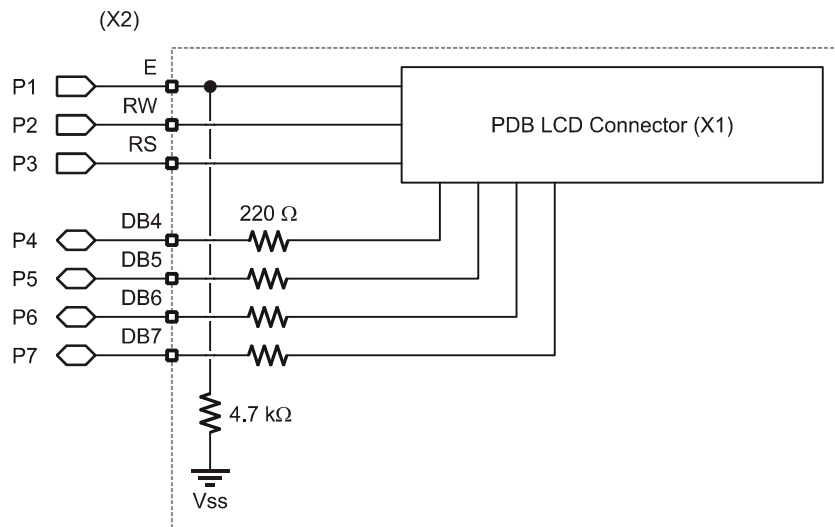 (X2)
P1
E
P2
RW
P3
RS
PDB LCD Connector (X1)
P4
DB4
220 Ω
P5
DB5
P6
DB6
P7
DB7
4.7 kΩ
Vss